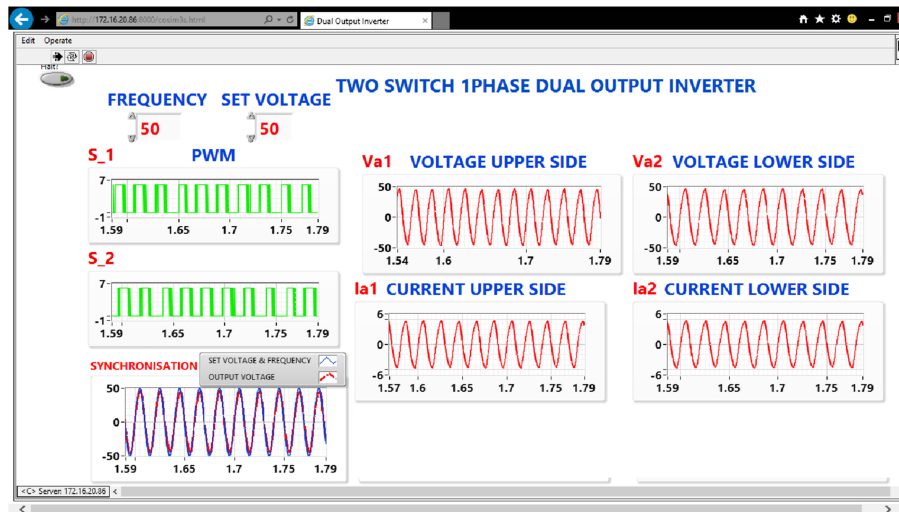 http://172.16.20.86:8000/cosim3s.html
Dual Output Inverter
Edit Operate
Halt!
TWO SWITCH 1PHASE DUAL OUTPUT INVERTER
FREQUENCY SET VOLTAGE
50 50
S_1 PWM
7
-1
1.59 1.65 1.7 1.75 1.79
Va1 VOLTAGE UPPER SIDE
50
0
-50
1.54 1.6 1.7 1.79
Va2 VOLTAGE LOWER SIDE
50
0
-50
1.59 1.65 1.7 1.75 1.79
S_2
7
-1
1.59 1.65 1.7 1.75 1.79
Ia1 CURRENT UPPER SIDE
6
0
-6
1.57 1.6 1.65 1.7 1.75 1.79
Ia2 CURRENT LOWER SIDE
6
0
-6
1.59 1.65 1.7 1.75 1.79
SYNCHRONISATION
SET VOLTAGE & FREQUENCY
OUTPUT VOLTAGE
50
0
-50
1.59 1.65 1.7 1.75 1.79
<C> Server: 172.16.20.86